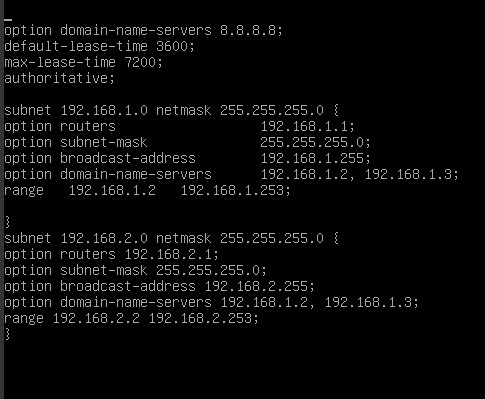 option domain-name-servers 8.8.8.8;
default-lease-time 3600;
max-lease-time 7200;
authoritative;
subnet 192.168.1.0 netmask 255.255.255.0 {
option routers 192.168.1.1;
option subnet-mask 255.255.255.0;
option broadcast-address 192.168.1.255;
option domain-name-servers 192.168.1.2, 192.168.1.3;
range 192.168.1.2 192.168.1.253;
}
subnet 192.168.2.0 netmask 255.255.255.0 {
option routers 192.168.2.1;
option subnet-mask 255.255.255.0;
option broadcast-address 192.168.2.255;
option domain-name-servers 192.168.1.2, 192.168.1.3;
range 192.168.2.2 192.168.2.253;
}